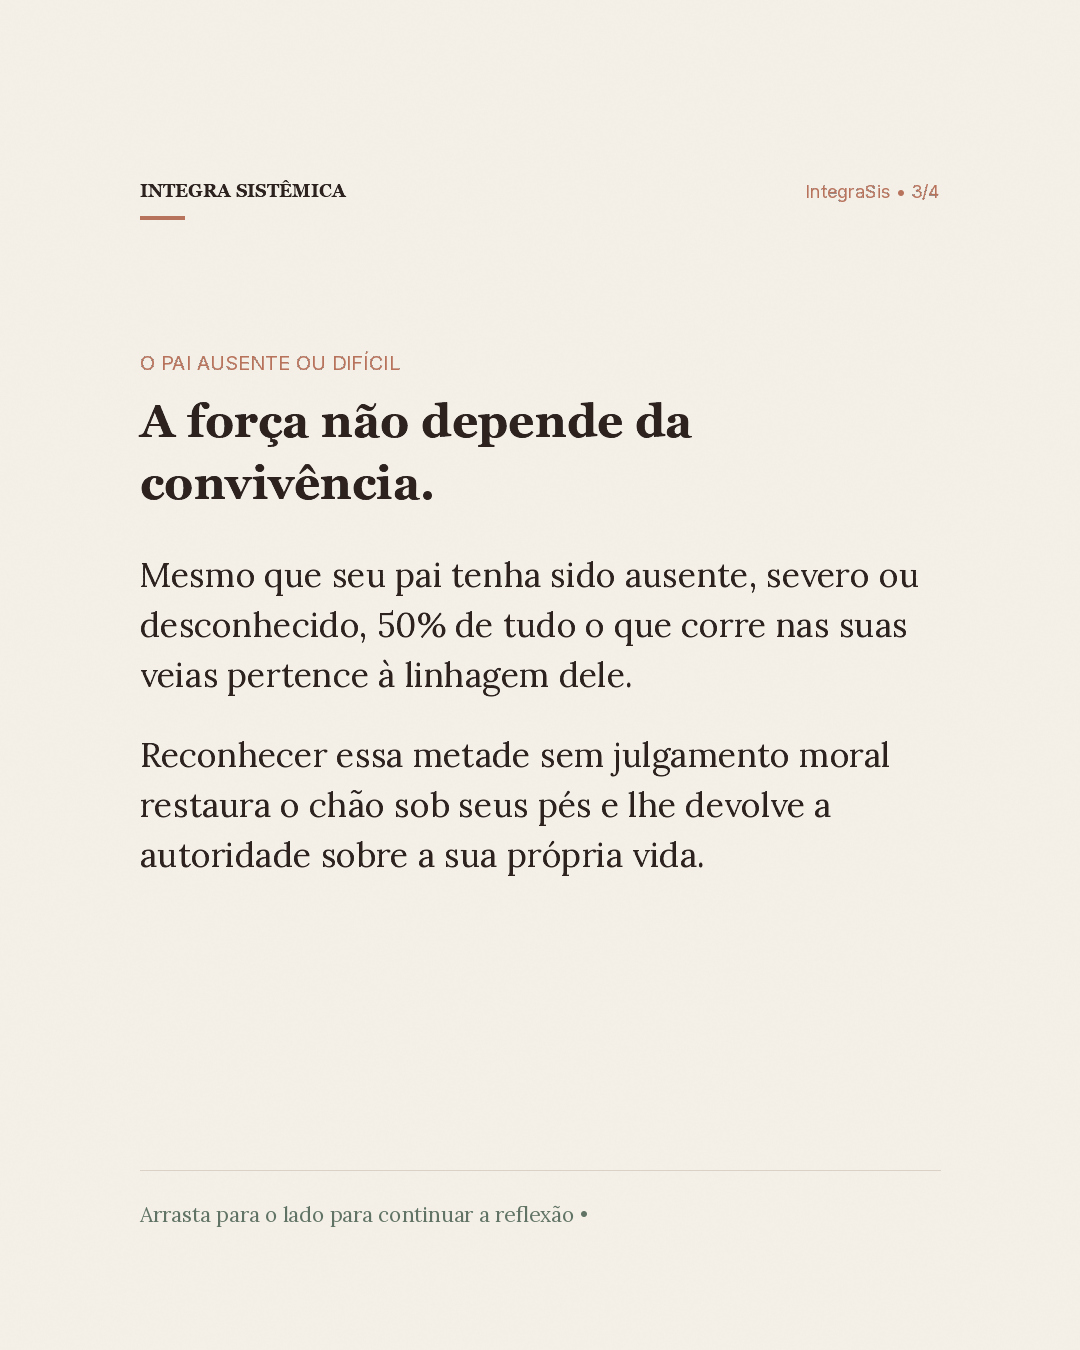 INTEGRA SISTÊMICA
IntegraSis • 3/4
O PAI AUSENTE OU DIFÍCIL
A força não depende da
convivência.
Mesmo que seu pai tenha sido ausente, severo ou
desconhecido, 50% de tudo o que corre nas suas
veias pertence à linhagem dele.
Reconhecer essa metade sem julgamento moral
restaura o chão sob seus pés e lhe devolve a
autoridade sobre a sua própria vida.
Arrasta para o lado para continuar a reflexão •